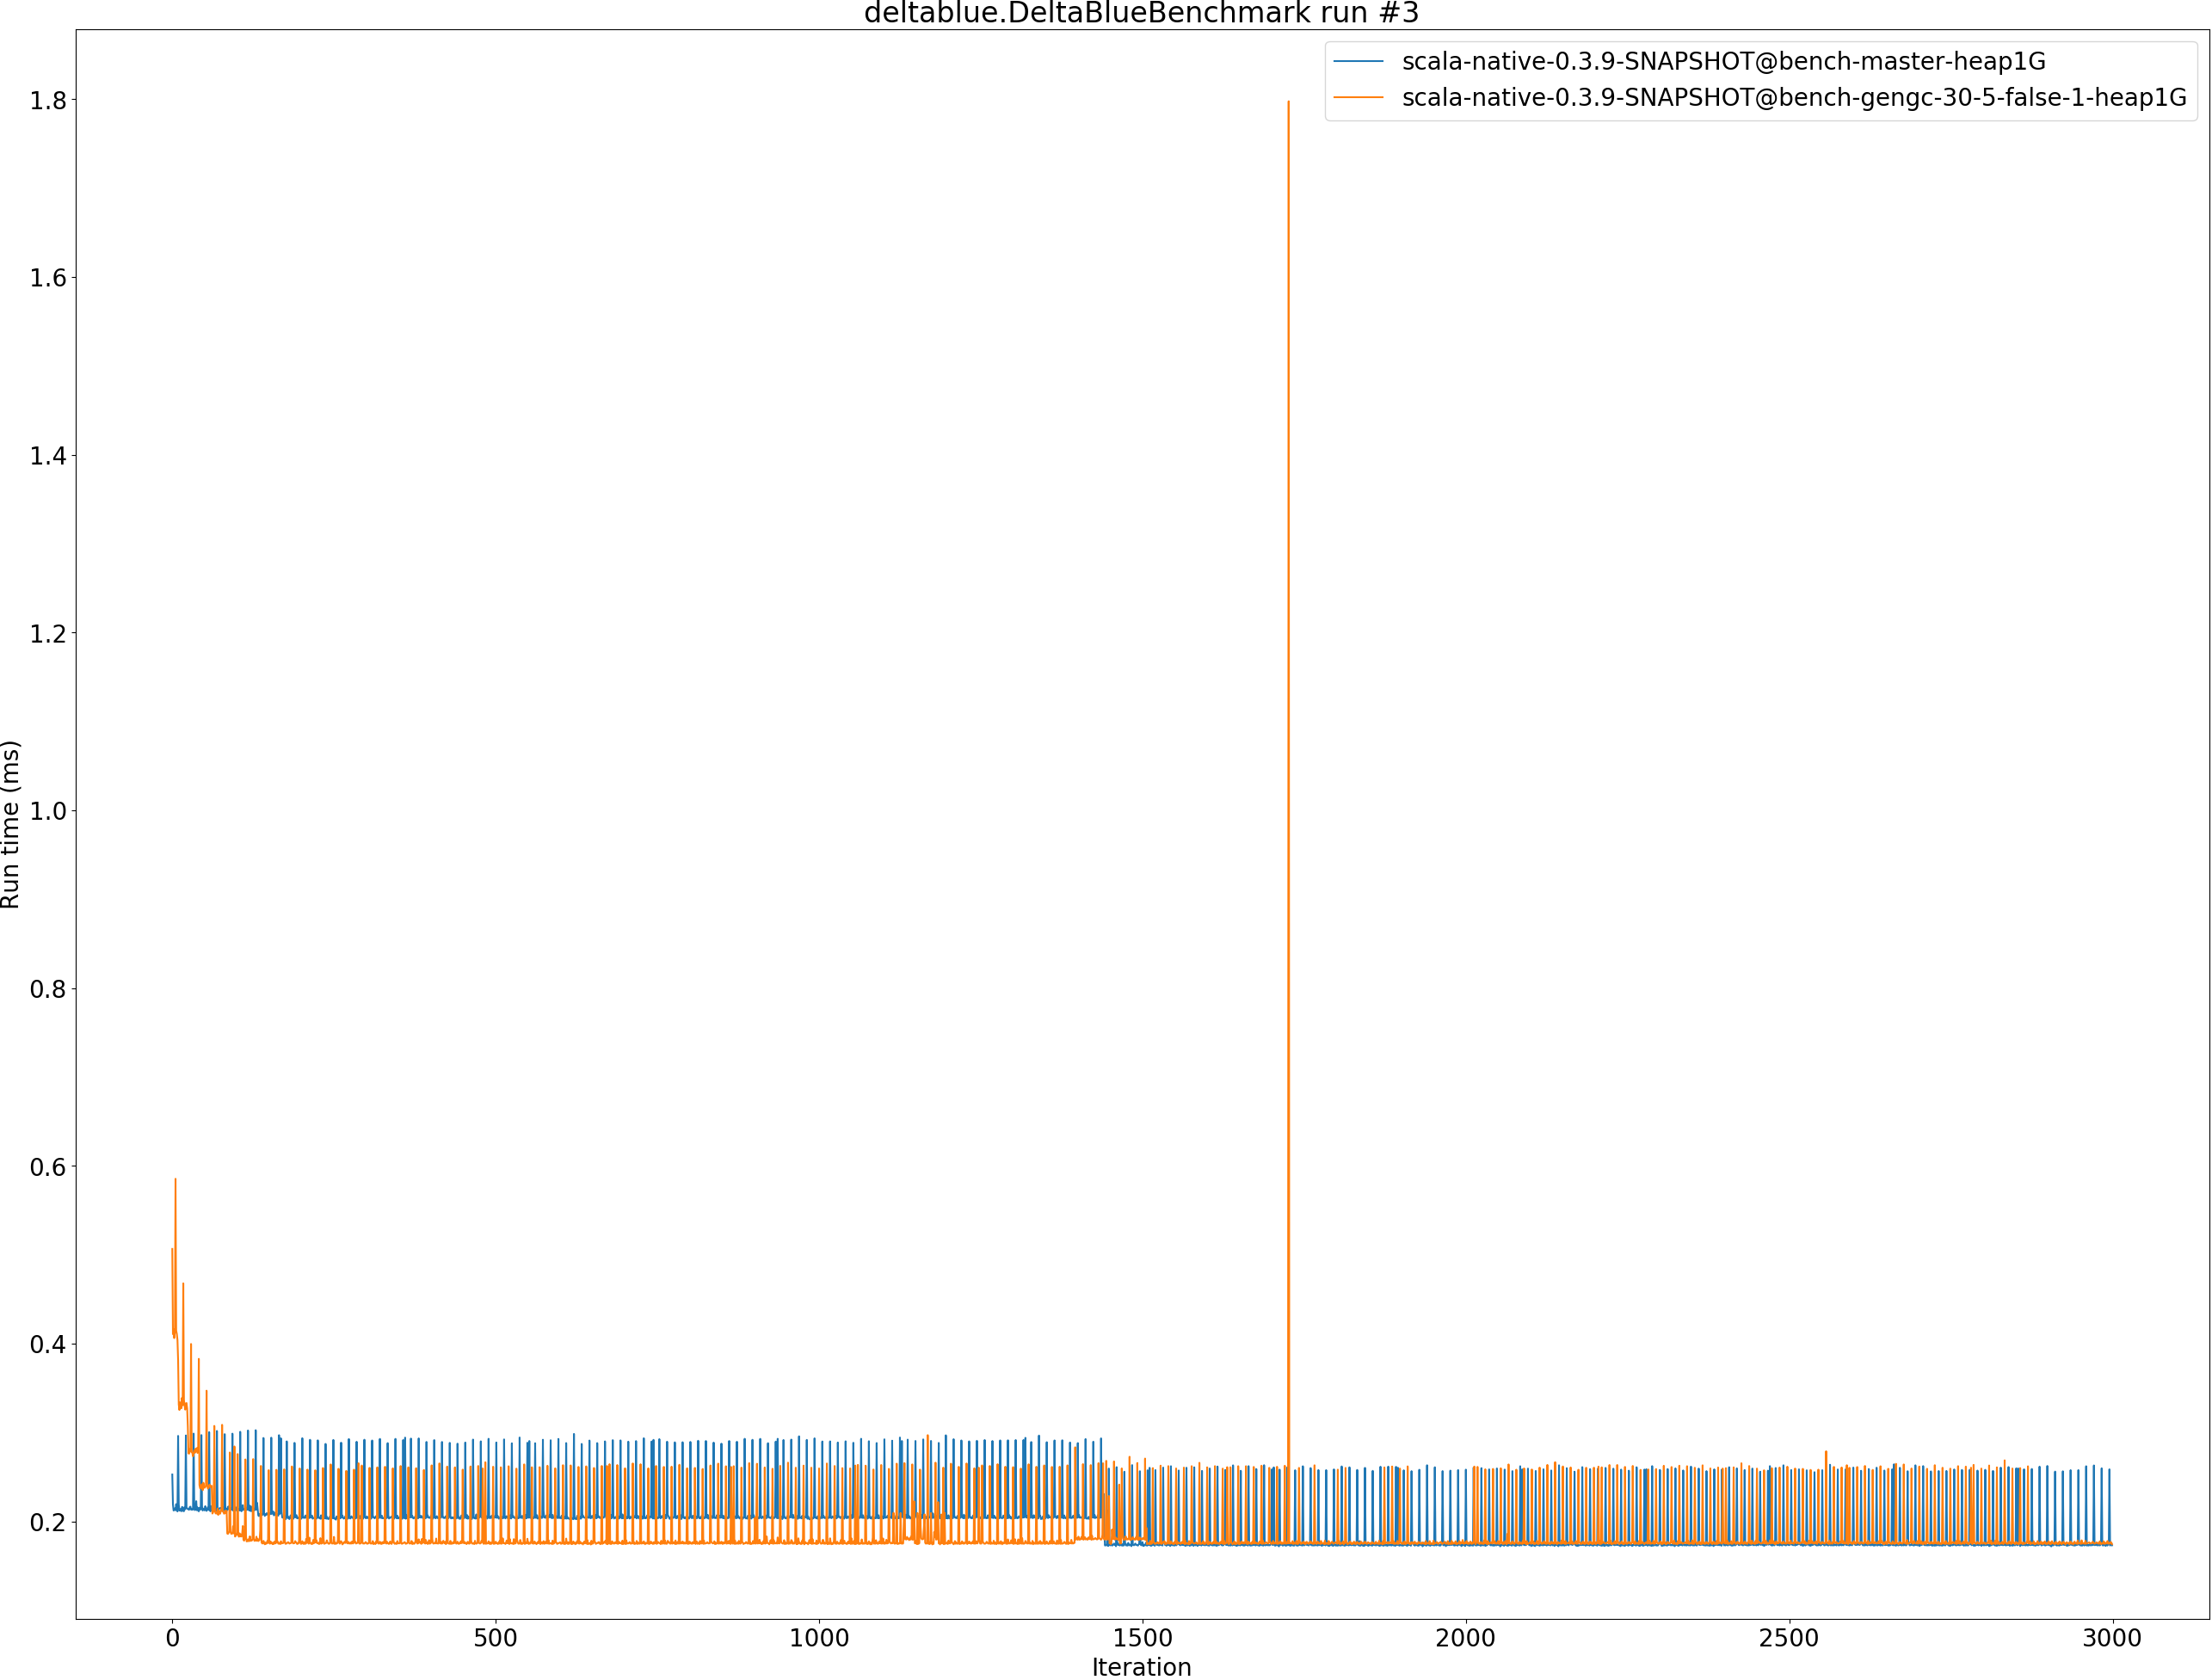 deltablue.DeltaBlueBenchmark run #3
scala-native-0.3.9-SNAPSHOT@bench-master-heap1G
scala-native-0.3.9-SNAPSHOT@bench-gengc-30-5-false-1-heap1G
Run time (ms)
1.8
1.6
1.4
1.2
1.0
0.8
0.6
0.4
0.2
0 500 1000 1500 2000 2500 3000
Iteration